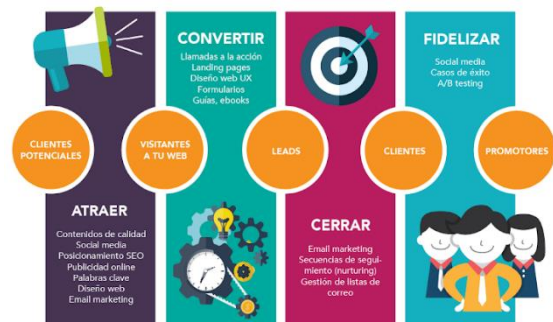 CONVERTIR
Llamadas a la acción
Landing pages
Diseño web UX
Formularios
Guías, ebooks
FIDELIZAR
Social media
Casos de éxito
A/B testing
CLIENTES
POTENCIALES
VISITANTES
A TU WEB
LEADS
CLIENTES
PROMOTORES
ATRAER
Contenidos de calidad
Social media
Posicionamiento SEO
Publicidad online
Palabras clave
Diseño web
Email marketing
CERRAR
Email marketing
Secuencias de segui-
miento (nurturing)
Gestión de listas de
correo